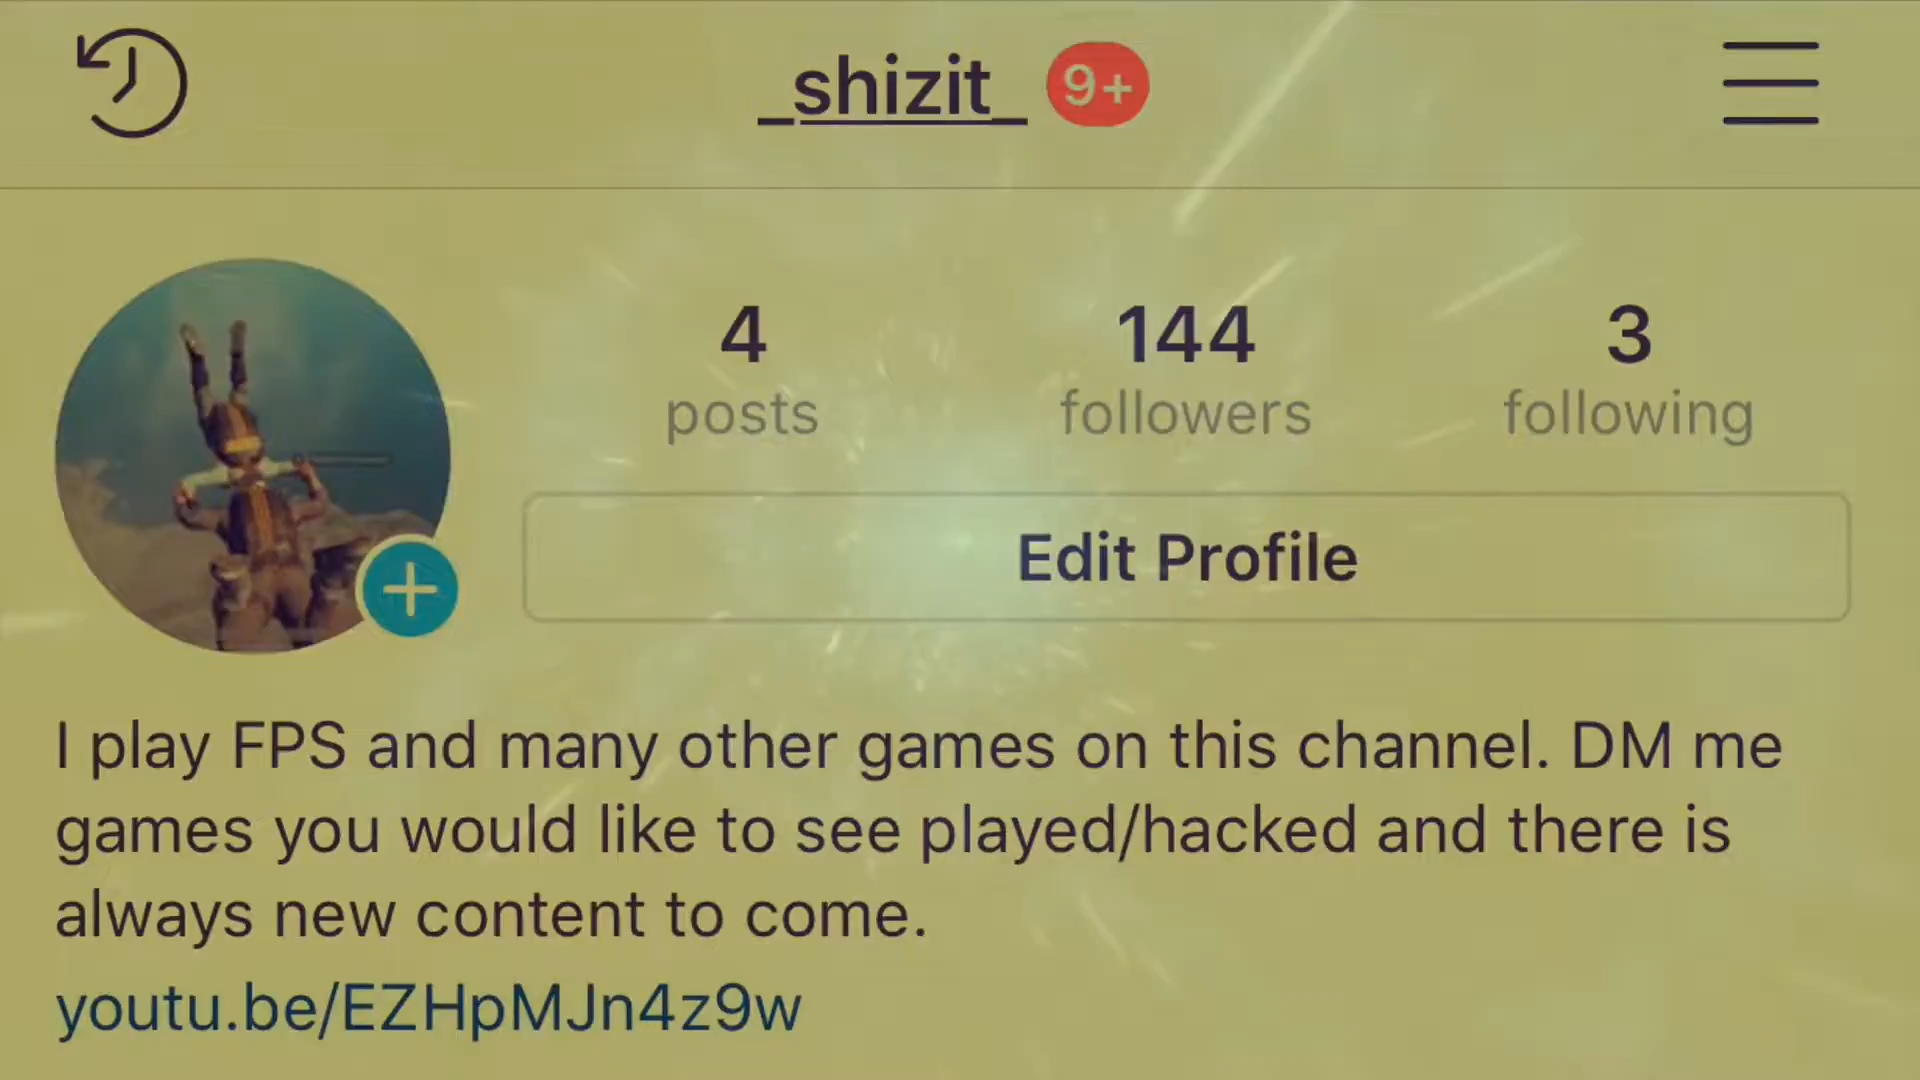 _shizit_ 9+
4 144 3
posts followers following
Edit Profile
I play FPS and many other games on this channel. DM me
games you would like to see played/hacked and there is
always new content to come.
youtu.be/EZHpMJn4z9w